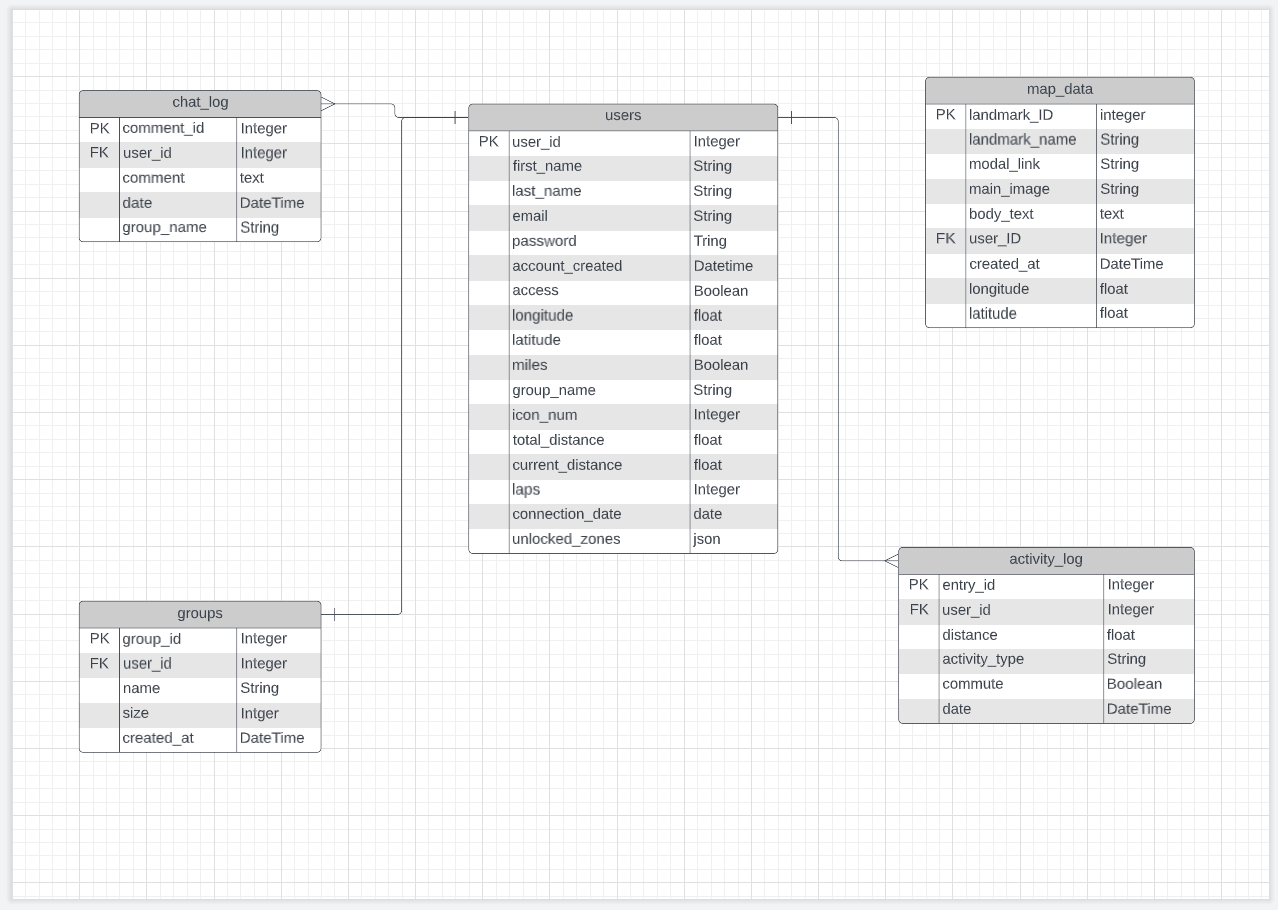 chat_log
PK comment_id Integer
FK user_id Integer
comment text
date DateTime
group_name String
users
PK user_id Integer
first_name String
last_name String
email String
password Tring
account_created Datetime
access Boolean
longitude float
latitude float
miles Boolean
group_name String
icon_num Integer
total_distance float
current_distance float
laps Integer
connection_date date
unlocked_zones json
map_data
PK landmark_ID integer
landmark_name String
modal_link String
main_image String
body_text text
FK user_ID Integer
created_at DateTime
longitude float
latitude float
groups
PK group_id Integer
FK user_id Integer
name String
size Intger
created_at DateTime
activity_log
PK entry_id Integer
FK user_id Integer
distance float
activity_type String
commute Boolean
date DateTime